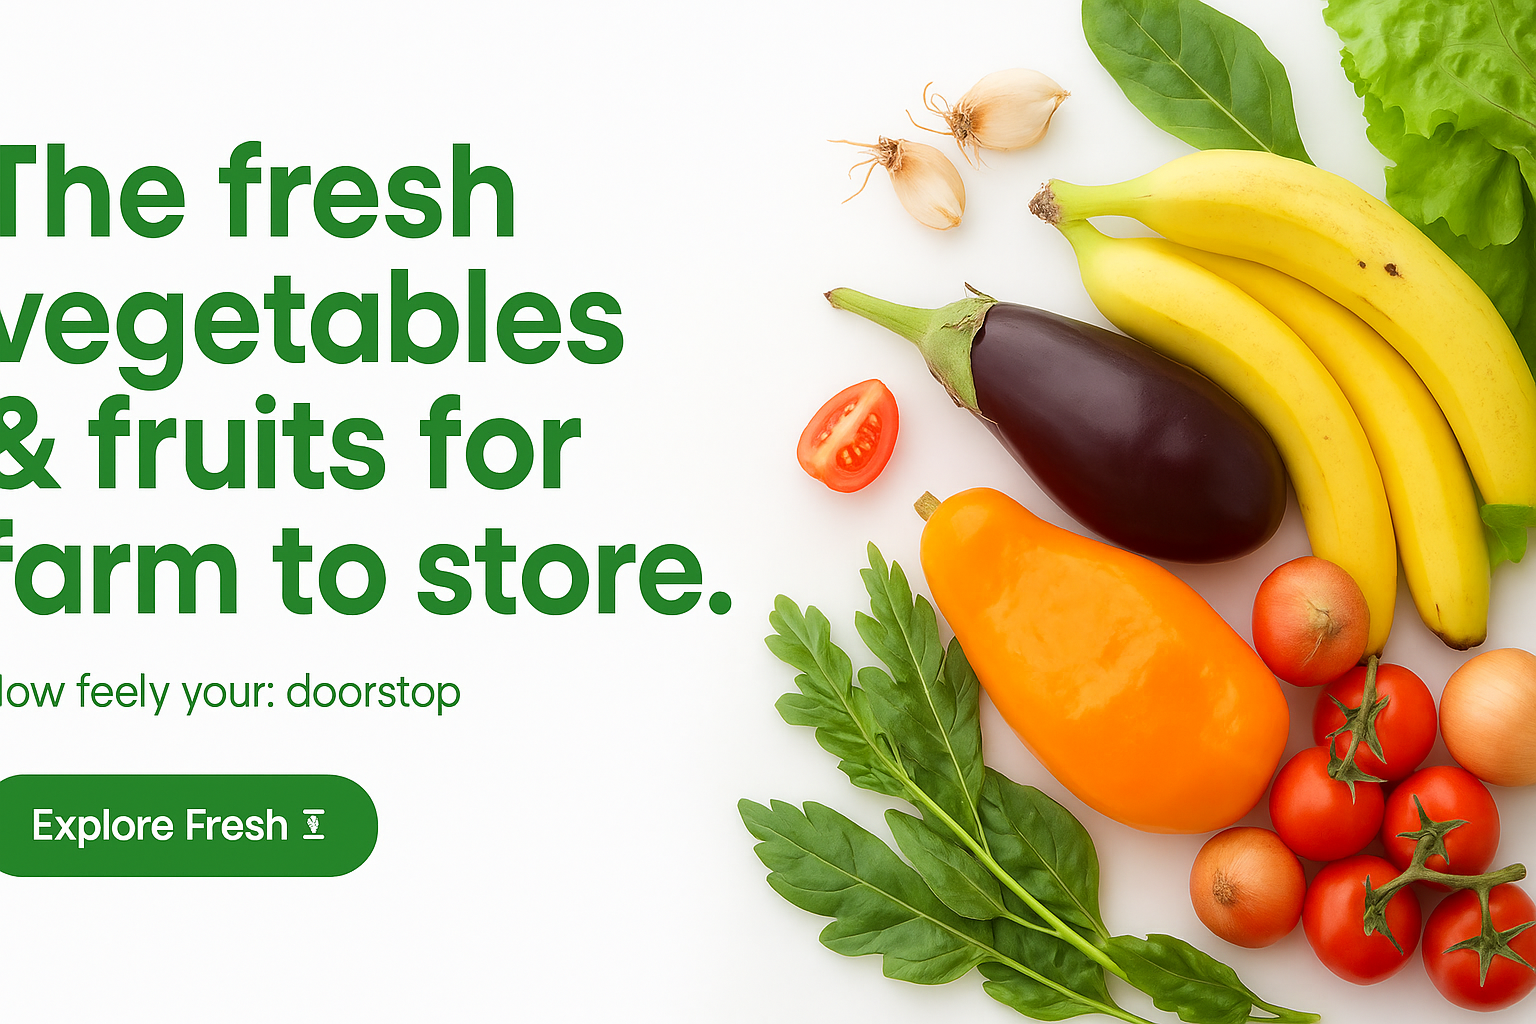 The fresh
vegetables
& fruits for
farm to store.
low feely your: doorstop
Explore Fresh